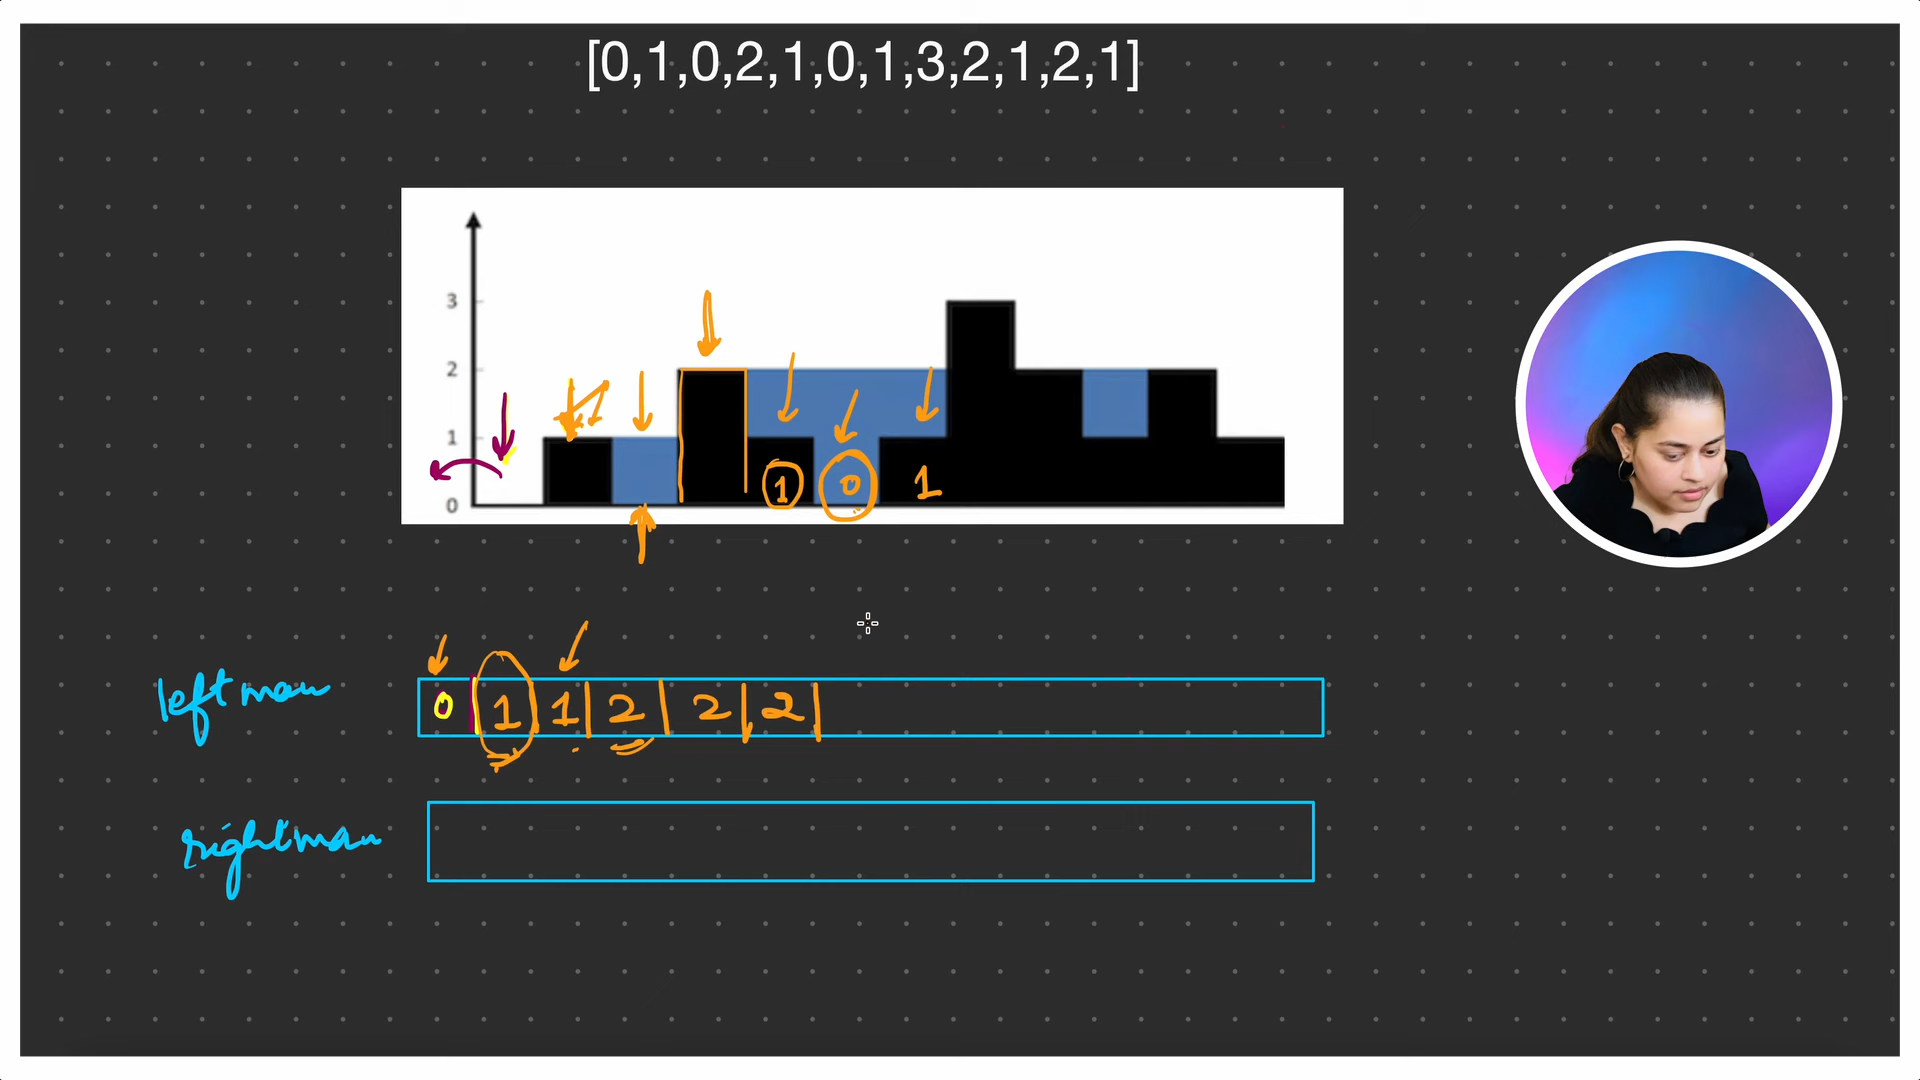 [0,1,0,2,1,0,1,3,2,1,2,1]
3
2
1
0
1 0 1
left max
0 1 1 2 2 2
right max